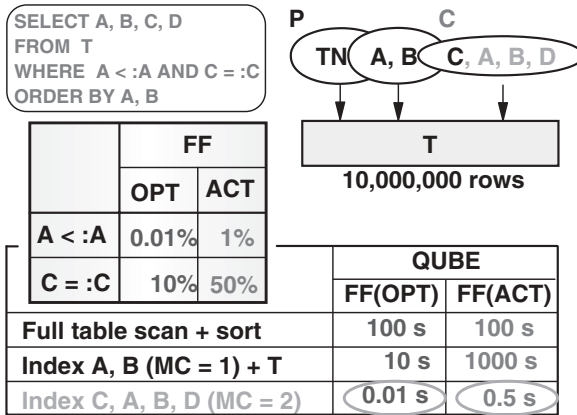 SELECT A, B, C, D
FROM T
WHERE A < :A AND C = :C
ORDER BY A, B
P
C
TN
A, B
C, A, B, D
T
10,000,000 rows
FF
OPT ACT
A < :A 0.01% 1%
C = :C 10% 50%
QUBE
FF(OPT) FF(ACT)
Full table scan + sort 100 s 100 s
Index A, B (MC = 1) + T 10 s 1000 s
Index C, A, B, D (MC = 2) 0.01 s 0.5 s